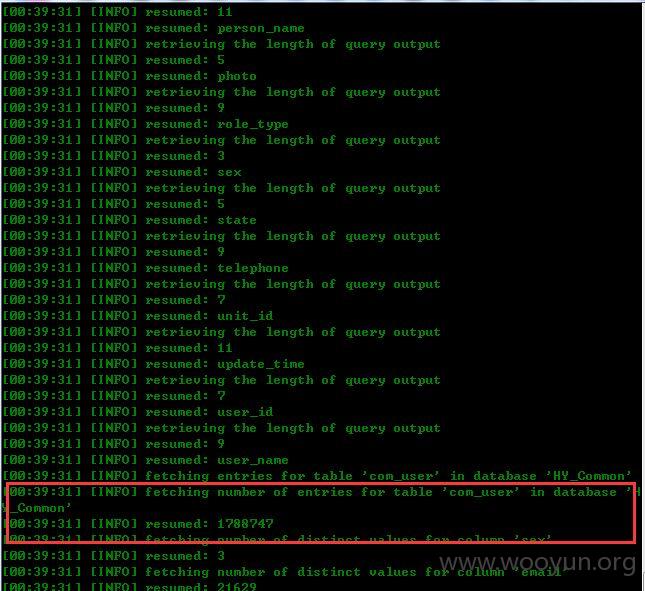 [00:39:31] [INFO] resumed: 11
[00:39:31] [INFO] resumed: person_name
[00:39:31] [INFO] retrieving the length of query output
[00:39:31] [INFO] resumed: 5
[00:39:31] [INFO] resumed: photo
[00:39:31] [INFO] retrieving the length of query output
[00:39:31] [INFO] resumed: 9
[00:39:31] [INFO] resumed: role_type
[00:39:31] [INFO] retrieving the length of query output
[00:39:31] [INFO] resumed: 3
[00:39:31] [INFO] resumed: sex
[00:39:31] [INFO] retrieving the length of query output
[00:39:31] [INFO] resumed: 5
[00:39:31] [INFO] resumed: state
[00:39:31] [INFO] retrieving the length of query output
[00:39:31] [INFO] resumed: 9
[00:39:31] [INFO] resumed: telephone
[00:39:31] [INFO] retrieving the length of query output
[00:39:31] [INFO] resumed: 7
[00:39:31] [INFO] resumed: unit_id
[00:39:31] [INFO] retrieving the length of query output
[00:39:31] [INFO] resumed: 11
[00:39:31] [INFO] resumed: update_time
[00:39:31] [INFO] retrieving the length of query output
[00:39:31] [INFO] resumed: 7
[00:39:31] [INFO] resumed: user_id
[00:39:31] [INFO] retrieving the length of query output
[00:39:31] [INFO] resumed: 9
[00:39:31] [INFO] resumed: user_name
[00:39:31] [INFO] fetching entries for table 'com_user' in database 'HY_Common'
[00:39:31] [INFO] fetching number of entries for table 'com_user' in database 'H
Y_Common'
[00:39:31] [INFO] resumed: 1788747
[00:39:31] [INFO] fetching number of distinct values for column 'sex'
[00:39:31] [INFO] resumed: 3
[00:39:31] [INFO] fetching number of distinct values for column 'email'
[00:39:31] [INFO] resumed: 21629
www.wooyun.org